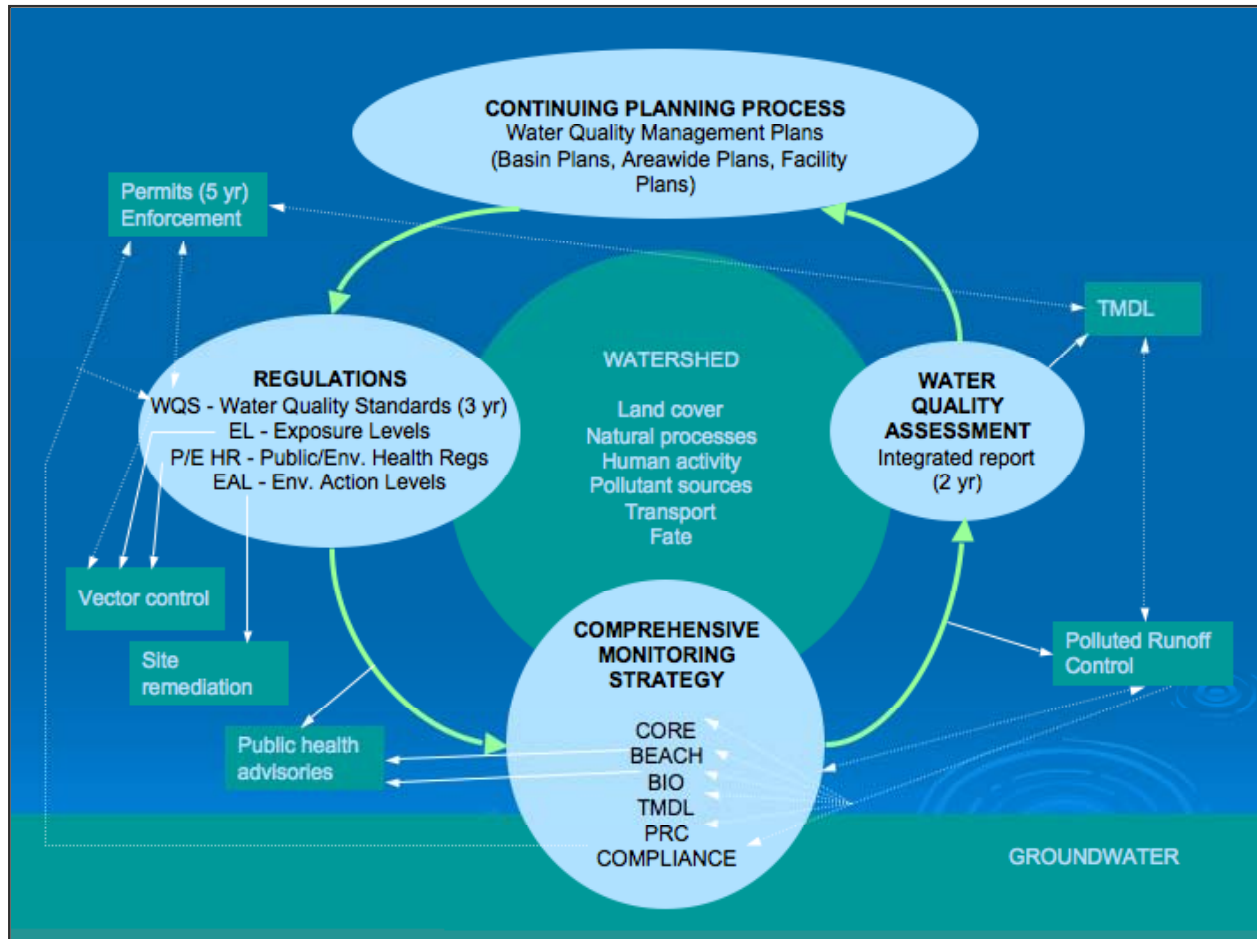 CONTINUING PLANNING PROCESS
Water Quality Management Plans
(Basin Plans, Areawide Plans, Facility
Plans)
Permits (5 yr)
Enforcement
TMDL
WATERSHED
Land cover
Natural processes
Human activity
Pollutant sources
Transport
Fate
REGULATIONS
WQS - Water Quality Standards (3 yr)
EL - Exposure Levels
P/E HR - Public/Env. Health Regs
EAL - Env. Action Levels
WATER
QUALITY
ASSESSMENT
Integrated report
(2 yr)
Vector control
Site
remediation
Public health
advisories
COMPREHENSIVE
MONITORING
STRATEGY
CORE
BEACH
BIO
TMDL
PRC
COMPLIANCE
Polluted Runoff
Control
GROUNDWATER